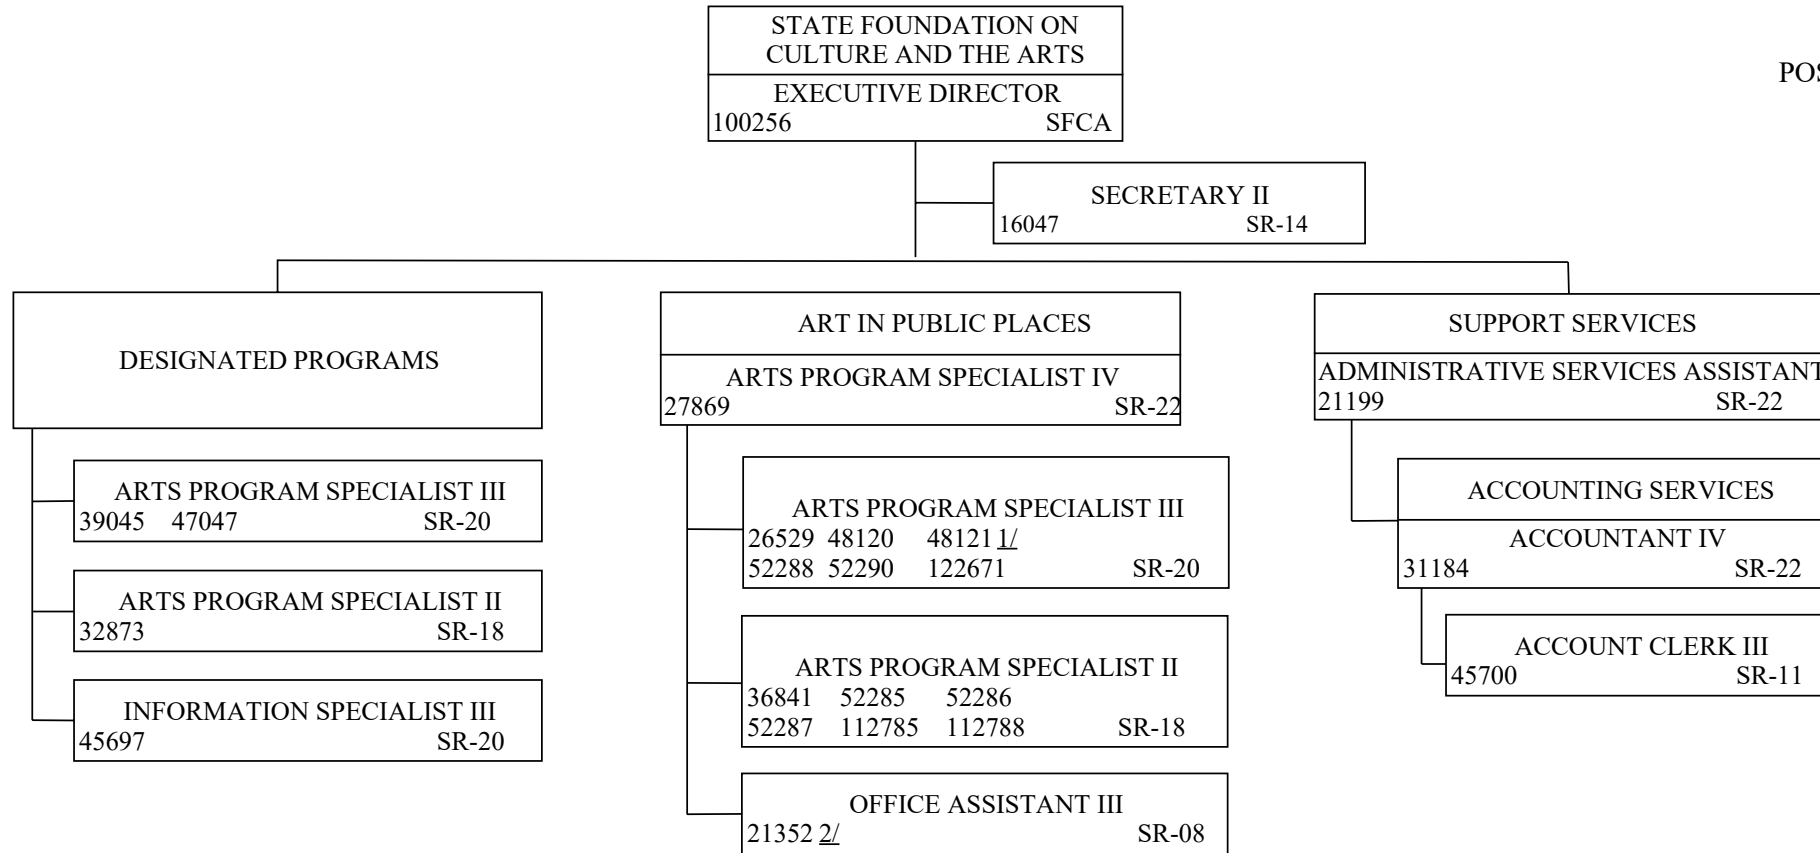 STATE FOUNDATION ON
CULTURE AND THE ARTS
EXECUTIVE DIRECTOR
100256 SFCA
SECRETARY II
16047 SR-14
DESIGNATED PROGRAMS
ARTS PROGRAM SPECIALIST III
39045 47047 SR-20
ARTS PROGRAM SPECIALIST II
32873 SR-18
INFORMATION SPECIALIST III
45697 SR-20
ART IN PUBLIC PLACES
ARTS PROGRAM SPECIALIST IV
27869 SR-22
ARTS PROGRAM SPECIALIST III
26529 48120 48121 1/
52288 52290 122671 SR-20
ARTS PROGRAM SPECIALIST II
36841 52285 52286
52287 112785 112788 SR-18
OFFICE ASSISTANT III
21352 2/ SR-08
SUPPORT SERVICES
ADMINISTRATIVE SERVICES ASSISTANT
21199 SR-22
ACCOUNTING SERVICES
ACCOUNTANT IV
31184 SR-22
ACCOUNT CLERK III
45700 SR-11